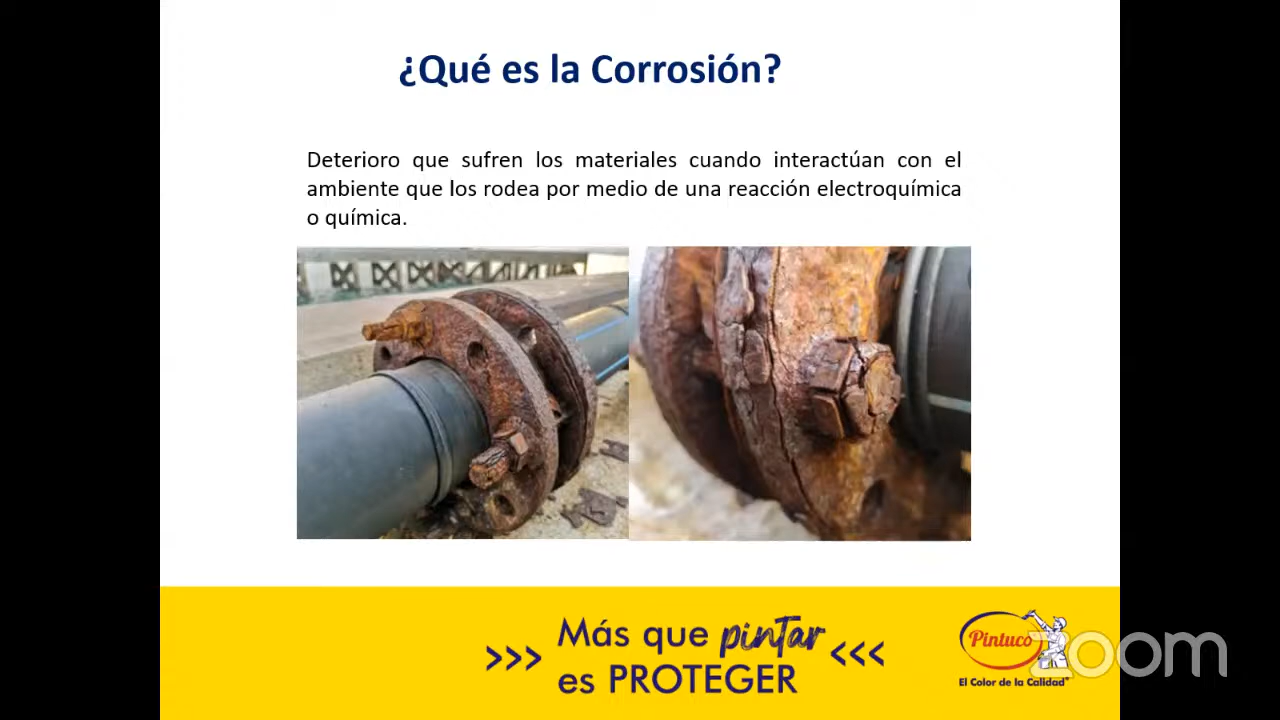 ¿Qué es la Corrosión?
Deterioro que sufren los materiales cuando interactúan con el
ambiente que los rodea por medio de una reacción electroquímica
o química.
>>> Más que pintar <<<
es PROTEGER
Pintuco
El Color de la Calidad®
zoom